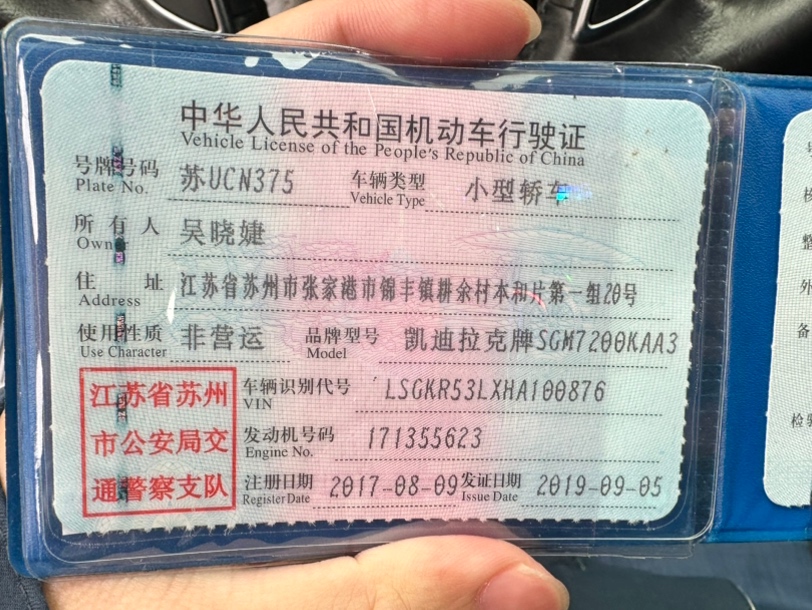 中华人民共和国机动车行驶证
Vehicle License of the People's Republic of China
号牌号码 苏UCN375 车辆类型 小型轿车
Plate No. Vehicle Type
所有人 吴晓婕
Owner
住址 江苏省苏州市张家港市锦丰镇耕余村本和片第一组20号
Address
使用性质 非营运 品牌型号 凯迪拉克牌SGM7200KAA3
Use Character Model
江苏省苏州 车辆识别代号 LSGKR53LXHA100876
VIN
市公安局交 发动机号码 171355623
Engine No.
通警察支队 注册日期 2017-08-09 发证日期 2019-09-05
Register Date Issue Date